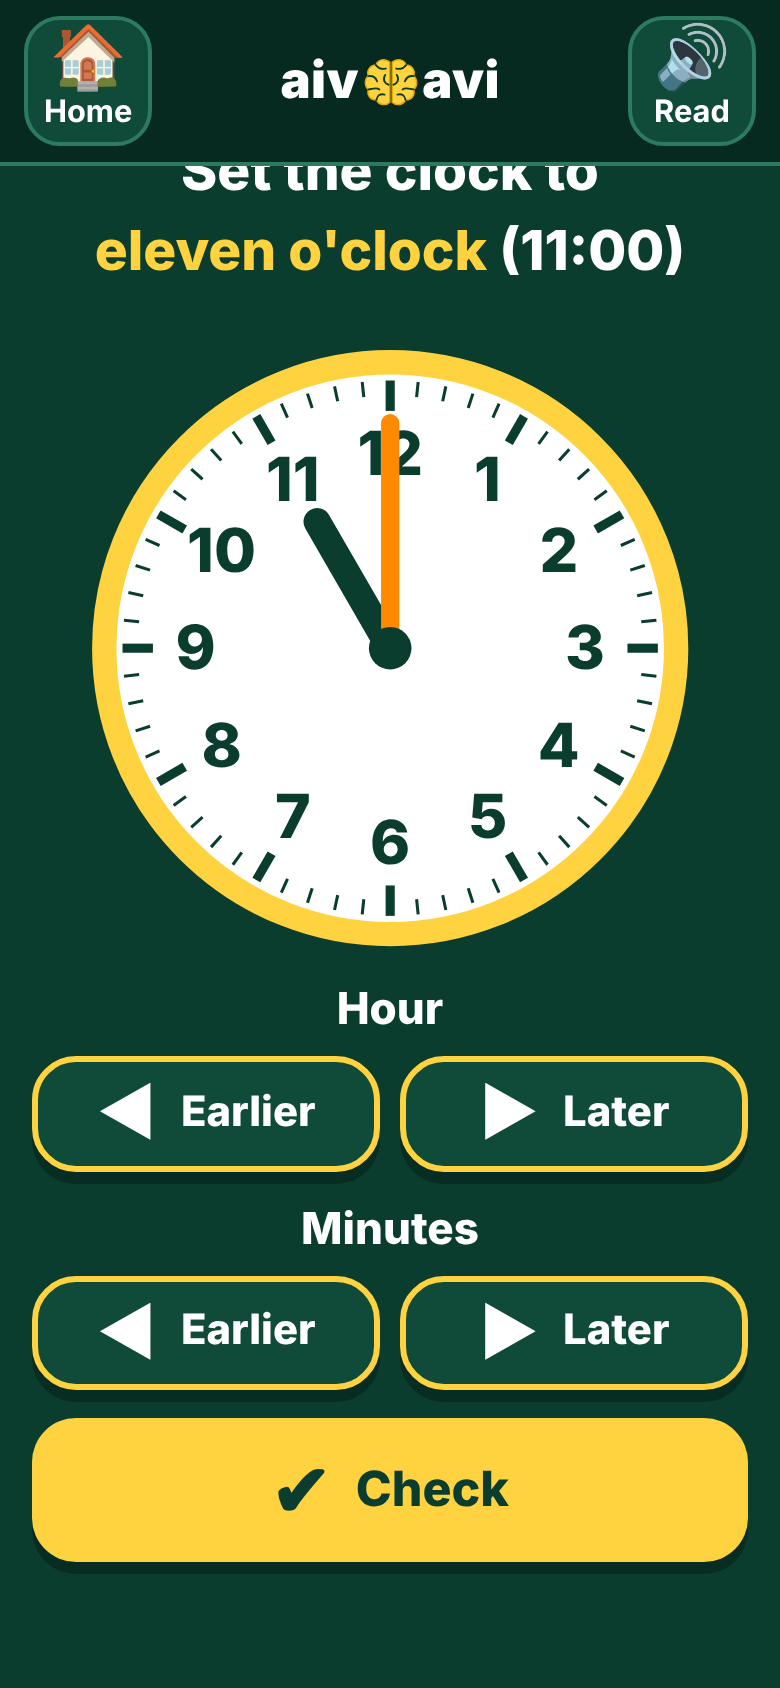 Home
aiv avi
Read
Set the clock to
eleven o'clock (11:00)
12
11
1
10
2
9
3
8
4
7
5
6
Hour
Earlier
Later
Minutes
Earlier
Later
Check